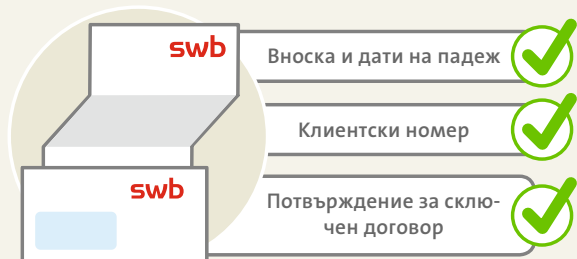 swb
Вноска и дати на падеж
Клиентски номер
swb
Потвърждение за склю-
чен договор